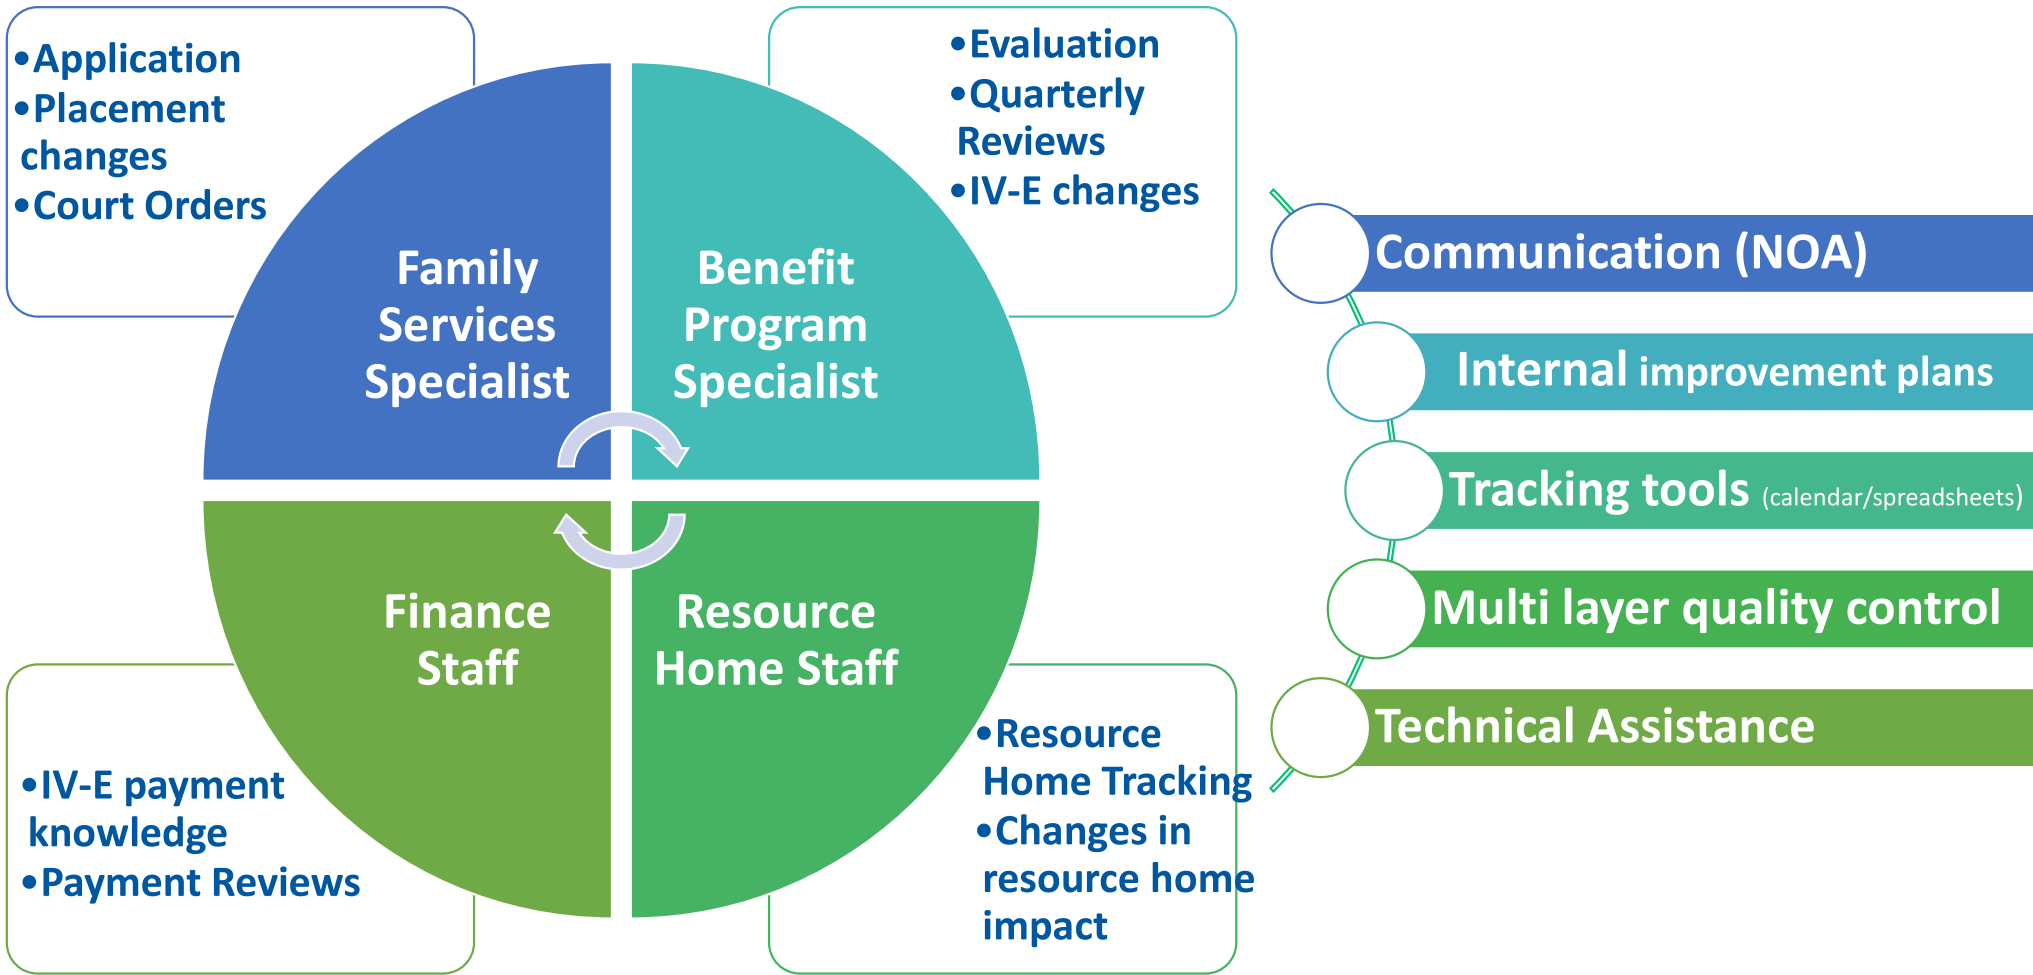 •Application
•Placement
changes
•Court Orders
Family
Services
Specialist
•Evaluation
•Quarterly
Reviews
•IV-E changes
Benefit
Program
Specialist
Finance
Staff
•IV-E payment
knowledge
•Payment Reviews
Resource
Home Staff
•Resource
Home Tracking
•Changes in
resource home
impact
Communication (NOA)
Internal improvement plans
Tracking tools (calendar/spreadsheets)
Multi layer quality control
Technical Assistance